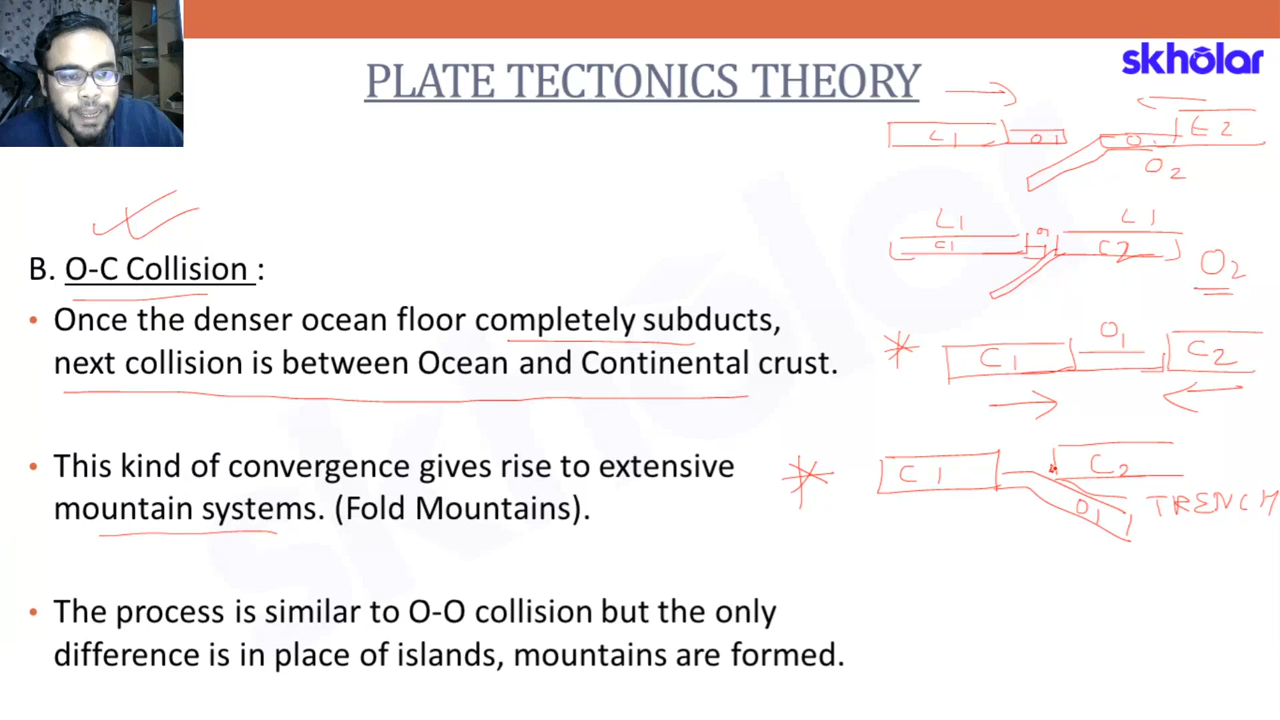 skholar
PLATE TECTONICS THEORY
C1 O1 O. C2
O2
L1 L1
C1 C2
O2
B. O-C Collision :
• Once the denser ocean floor completely subducts,
next collision is between Ocean and Continental crust.
C1 O1 C2
• This kind of convergence gives rise to extensive
mountain systems. (Fold Mountains).
C1 C2
O1 TRENCH
• The process is similar to O-O collision but the only
difference is in place of islands, mountains are formed.